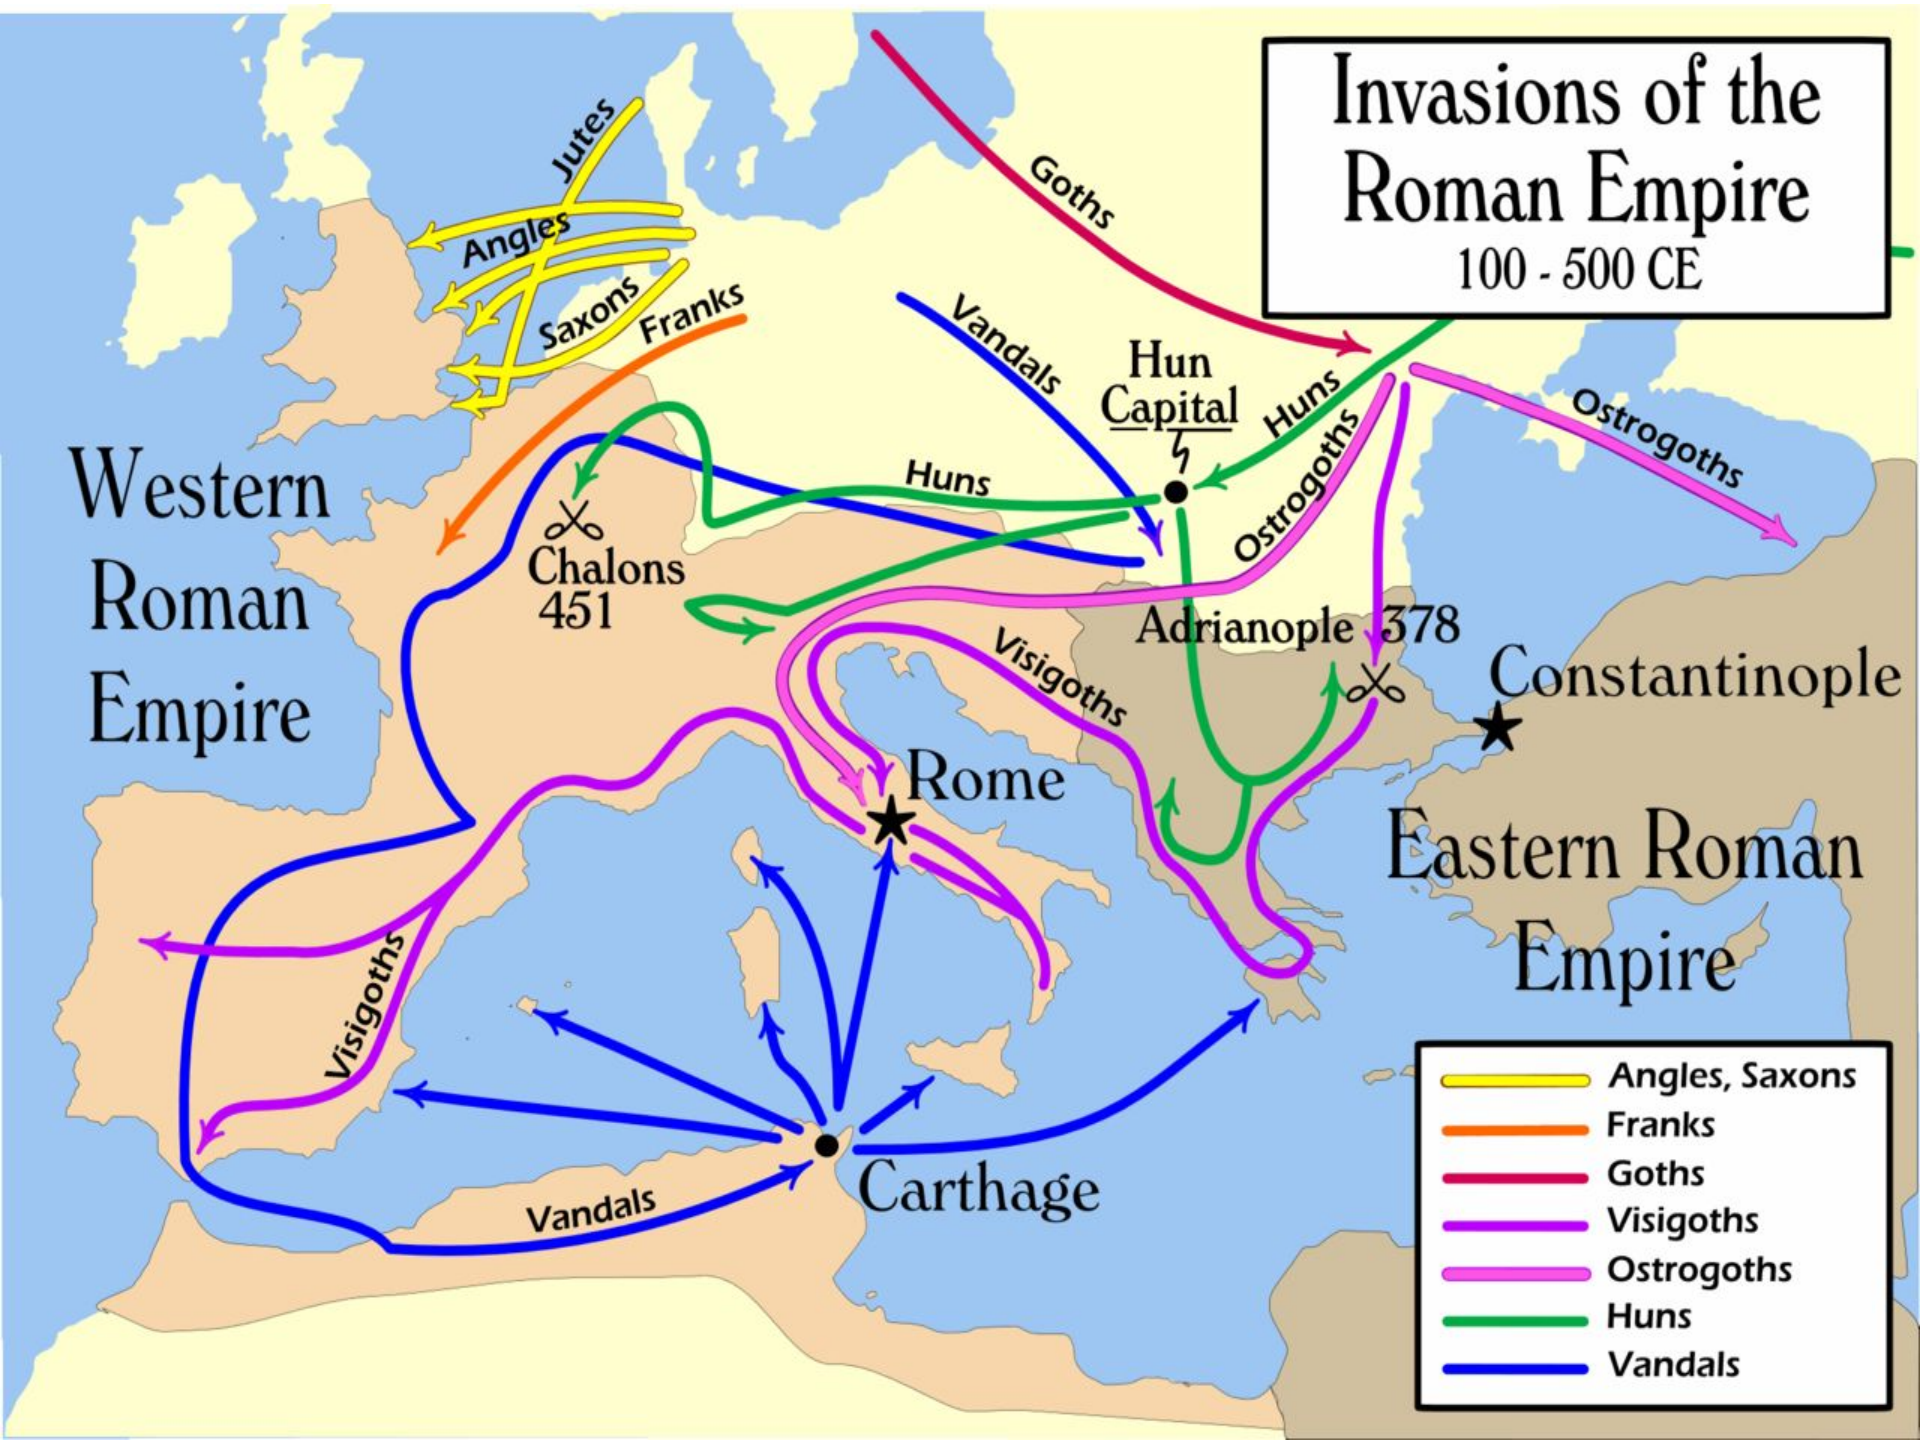 Invasions of the
Roman Empire
100 - 500 CE
Jutes
Angles
Saxons
Franks
Goths
Vandals
Hun
Capital
Huns
Ostrogoths
Ostrogoths
Huns
Western
Roman
Empire
Chalons
451
Adrianople 378
Constantinople
Visigoths
Rome
Eastern Roman
Empire
Visigoths
Vandals
Carthage
Angles, Saxons
Franks
Goths
Visigoths
Ostrogoths
Huns
Vandals